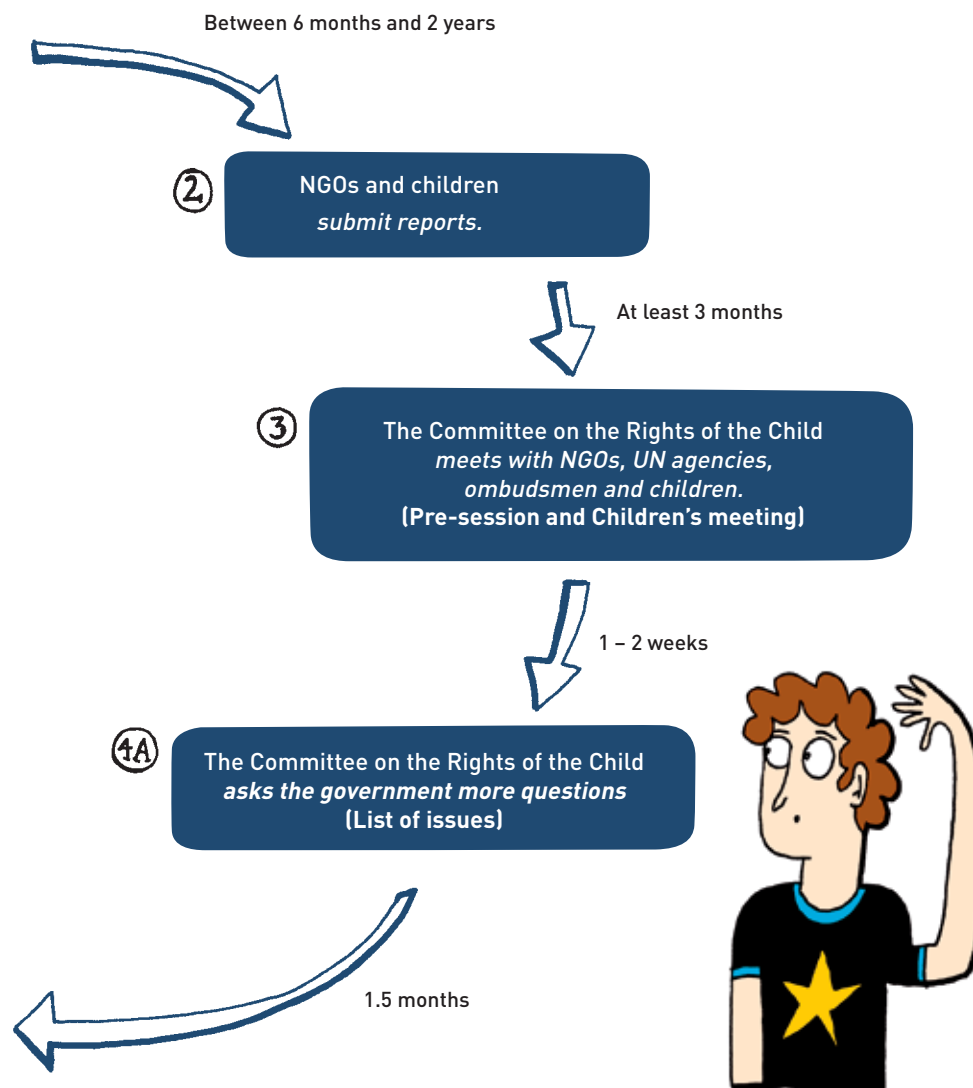 Between 6 months and 2 years
2
NGOs and children
submit reports.
At least 3 months
3
The Committee on the Rights of the Child
meets with NGOs, UN agencies,
ombudsmen and children.
(Pre-session and Children’s meeting)
1 – 2 weeks
4A
The Committee on the Rights of the Child
asks the government more questions
(List of issues)
1.5 months